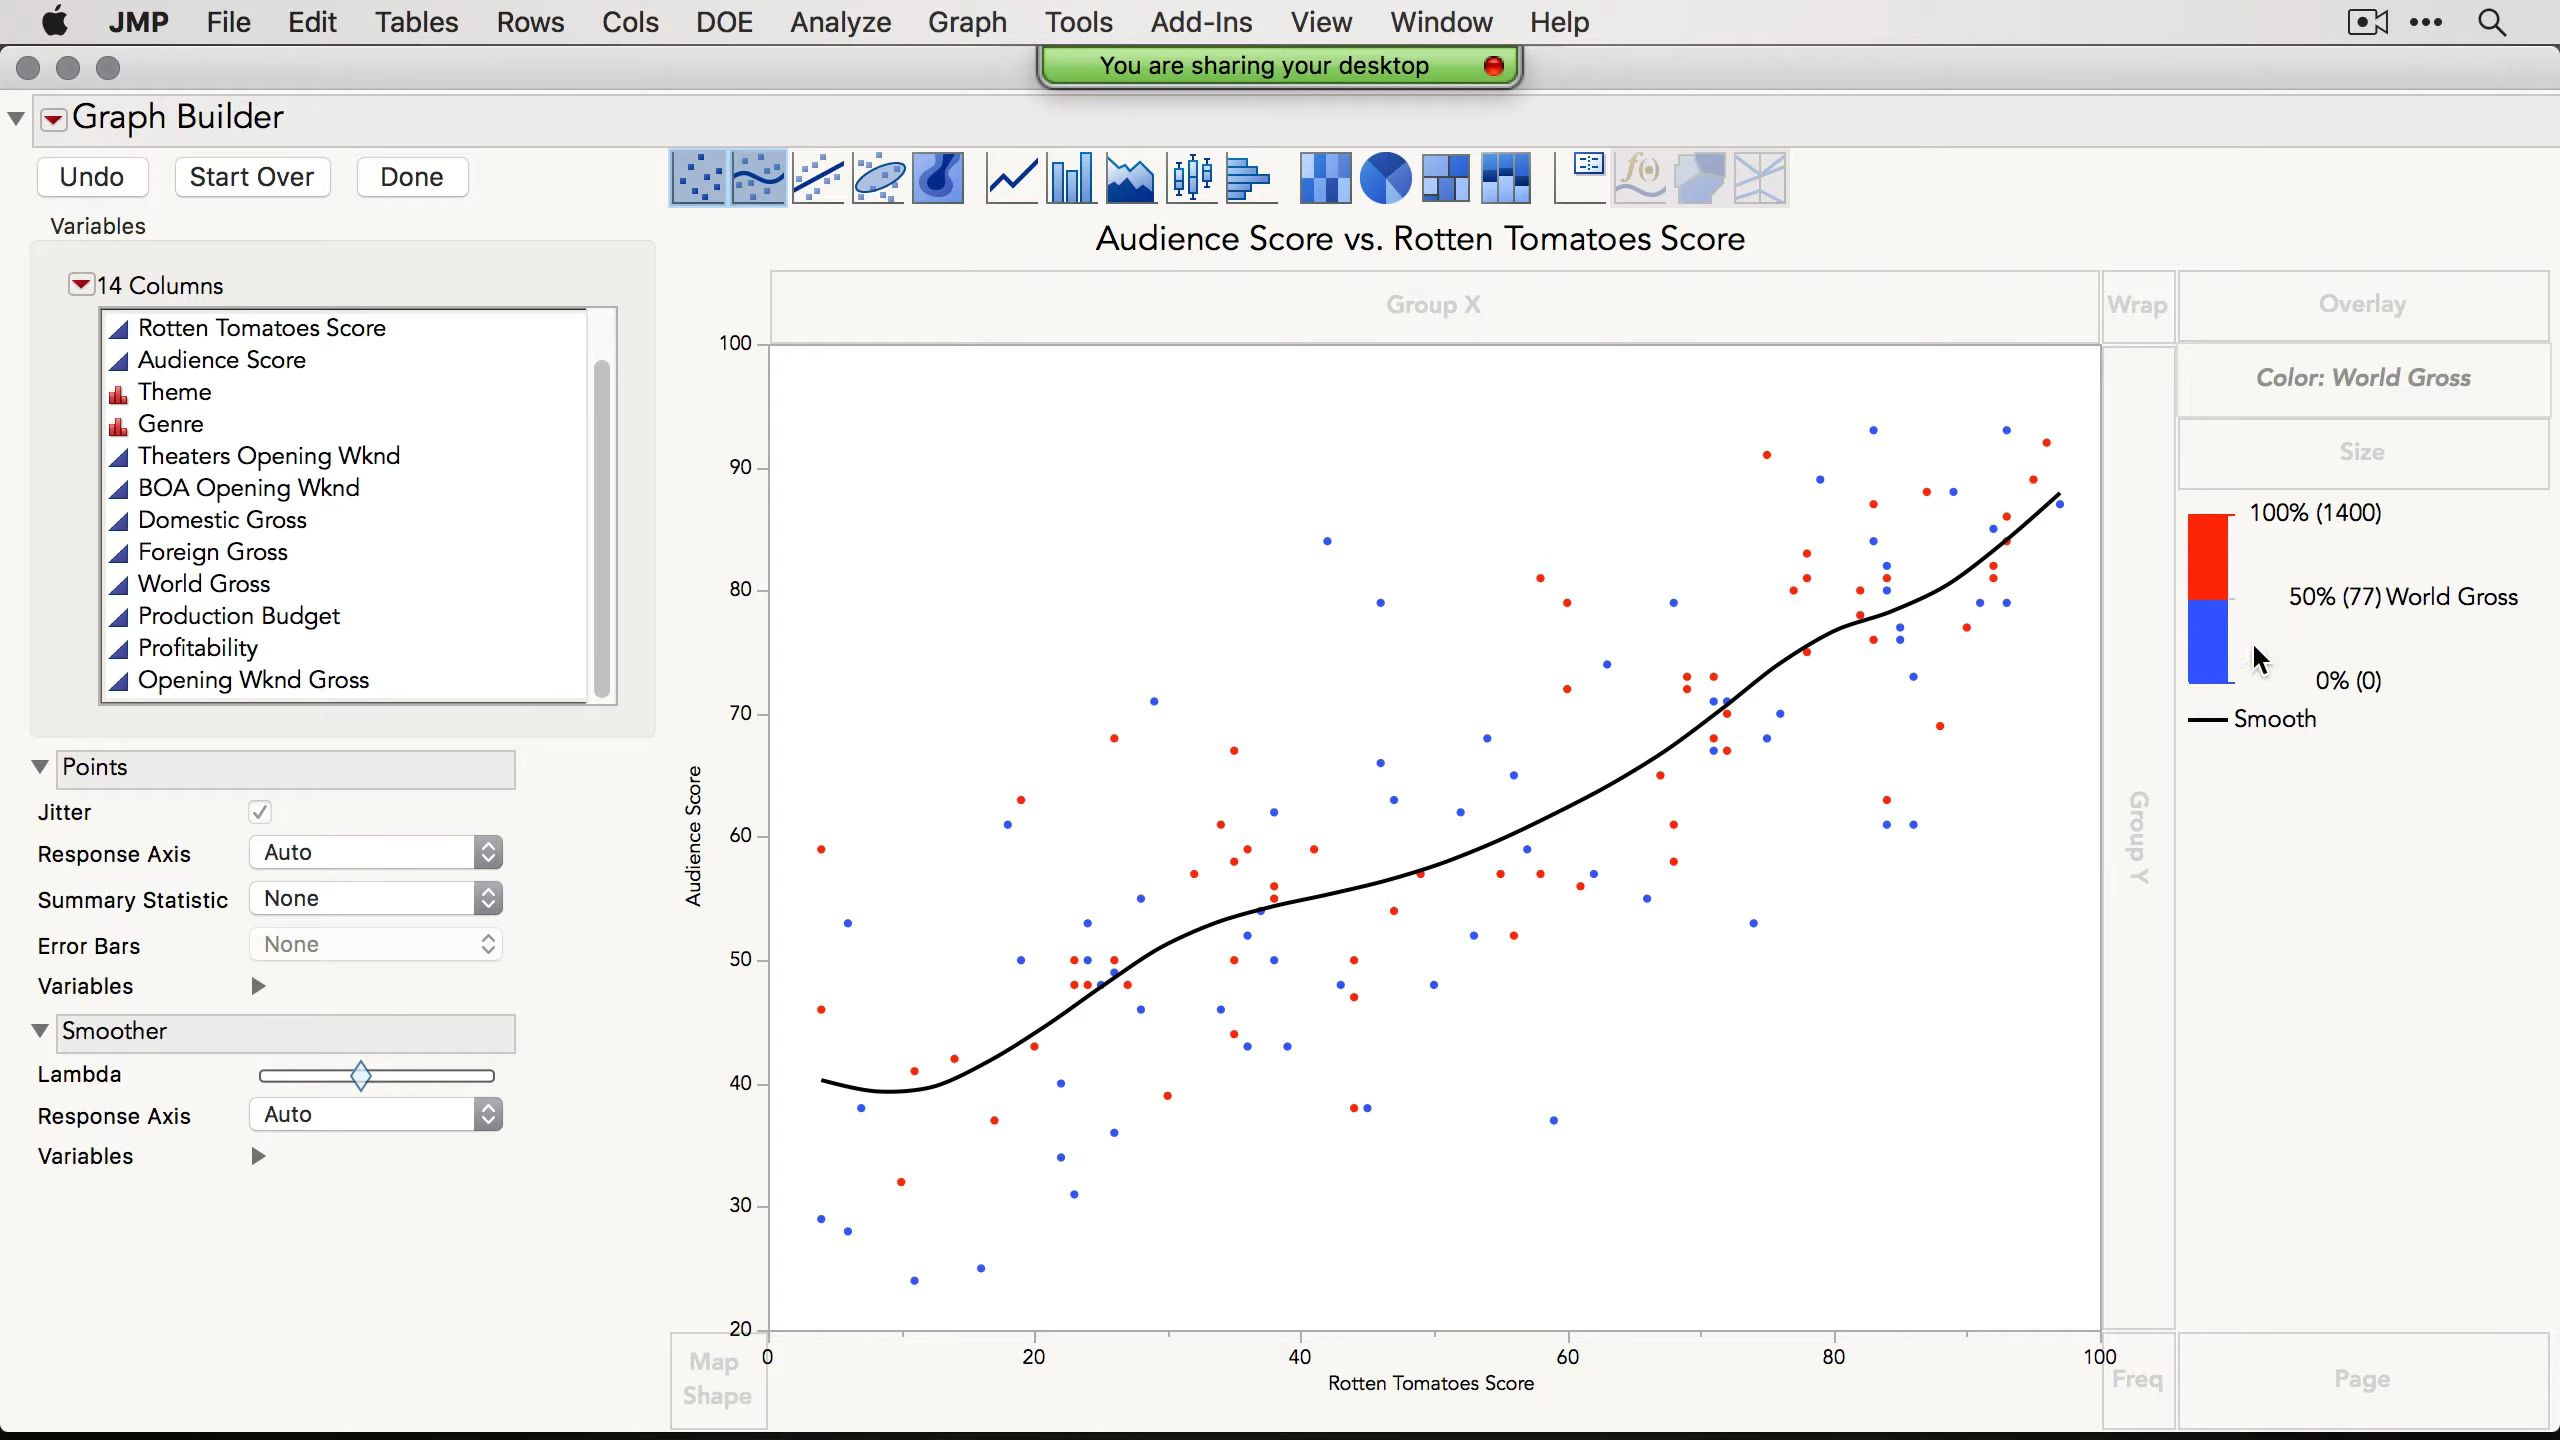 JMP File Edit Tables Rows Cols DOE Analyze Graph Tools Add-Ins View Window Help
You are sharing your desktop
Graph Builder
Undo Start Over Done
Variables
14 Columns
Rotten Tomatoes Score
Audience Score
Theme
Genre
Theaters Opening Wknd
BOA Opening Wknd
Domestic Gross
Foreign Gross
World Gross
Production Budget
Profitability
Opening Wknd Gross
Points
Jitter
Response Axis Auto
Summary Statistic None
Error Bars None
Variables
Smoother
Lambda
Response Axis Auto
Variables
Audience Score vs. Rotten Tomatoes Score
Group X
Wrap
Overlay
Color: World Gross
Size
100% (1400)
50% (77) World Gross
0% (0)
Smooth
Group Y
Audience Score
100
90
80
70
60
50
40
30
20
0 20 40 60 80 100
Rotten Tomatoes Score
Map
Shape
Freq
Page